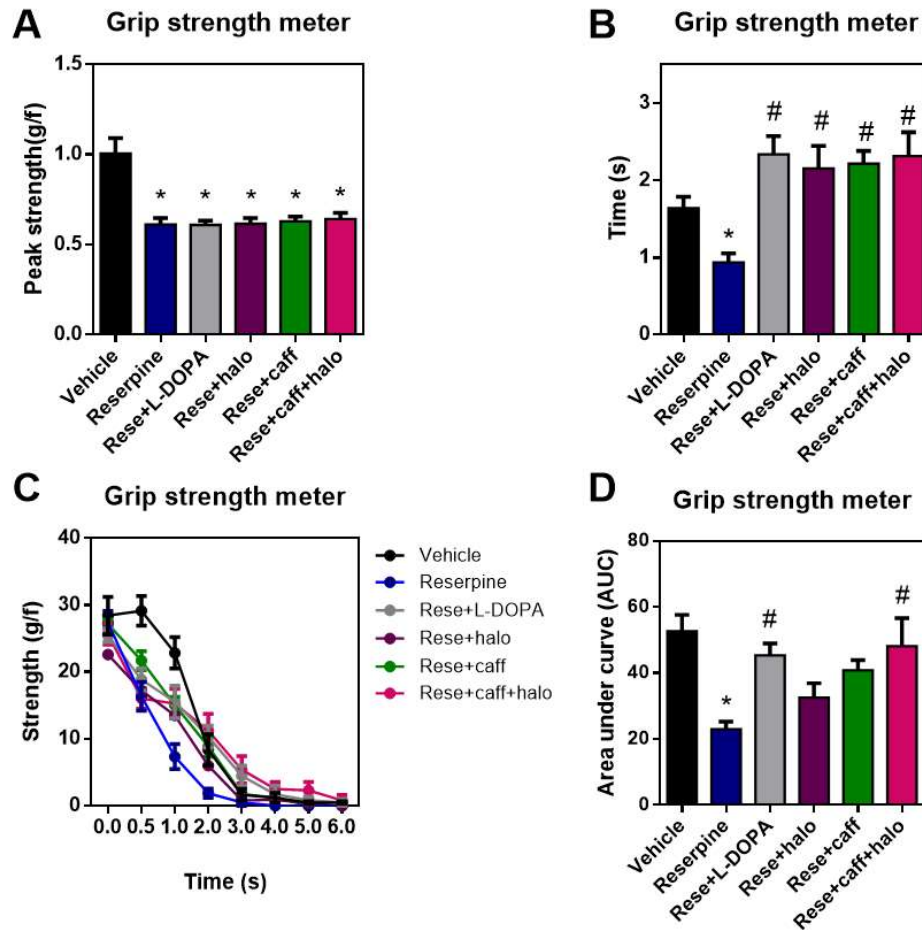 A
Grip strength meter
Peak strength(g/f)
1.5
1.0
0.5
0.0
*
*
*
*
*
Vehicle
Reserpine
Rese+L-DOPA
Rese+halo
Rese+caff
Rese+caff+halo
B
Grip strength meter
Time (s)
3
2
1
0
*
#
#
#
#
Vehicle
Reserpine
Rese+L-DOPA
Rese+halo
Rese+caff
Rese+caff+halo
C
Grip strength meter
Strength (g/f)
40
30
20
10
0
0.0 0.5 1.0 2.0 3.0 4.0 5.0 6.0
Time (s)
Vehicle
Reserpine
Rese+L-DOPA
Rese+halo
Rese+caff
Rese+caff+halo
D
Grip strength meter
Area under curve (AUC)
80
60
40
20
0
*
#
#
Vehicle
Reserpine
Rese+L-DOPA
Rese+halo
Rese+caff
Rese+caff+halo